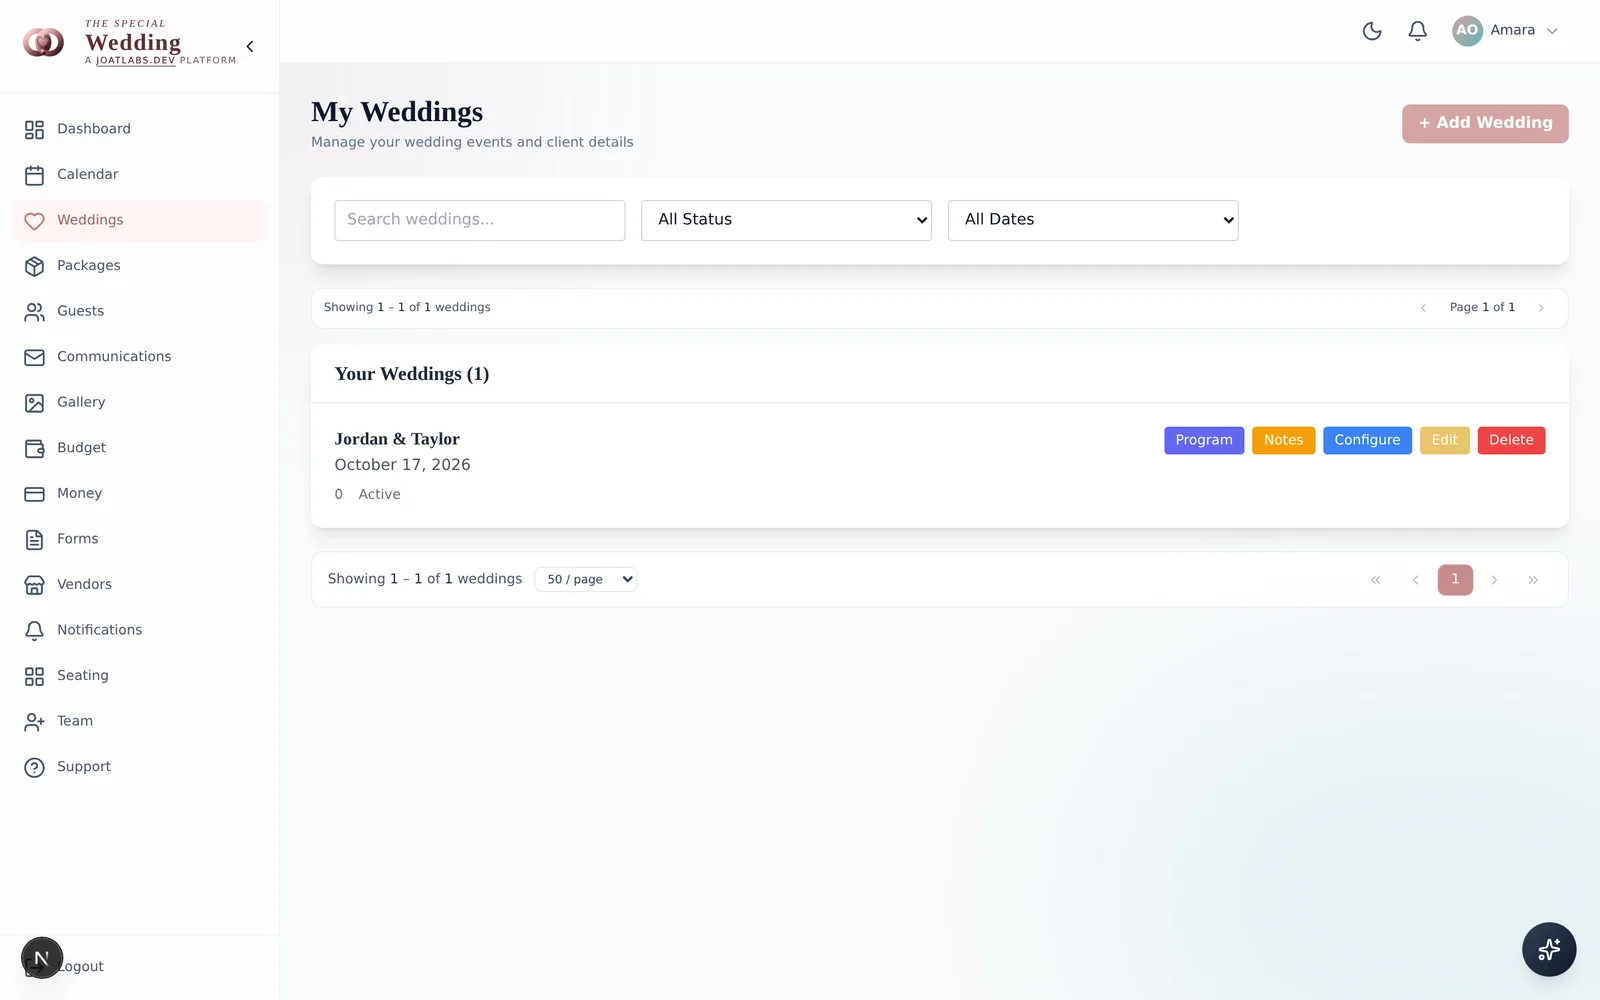 THE SPECIAL
Wedding
A JOATLABS.DEV PLATFORM
AO
Amara
Dashboard
Calendar
Weddings
Packages
Guests
Communications
Gallery
Budget
Money
Forms
Vendors
Notifications
Seating
Team
Support
N
Logout
My Weddings
Manage your wedding events and client details
+ Add Wedding
Search weddings...
All Status
All Dates
Showing 1 – 1 of 1 weddings
‹ Page 1 of 1 ›
Your Weddings (1)
Jordan & Taylor
October 17, 2026
0 Active
Program
Notes
Configure
Edit
Delete
Showing 1 – 1 of 1 weddings
50 / page
« ‹ 1 › »